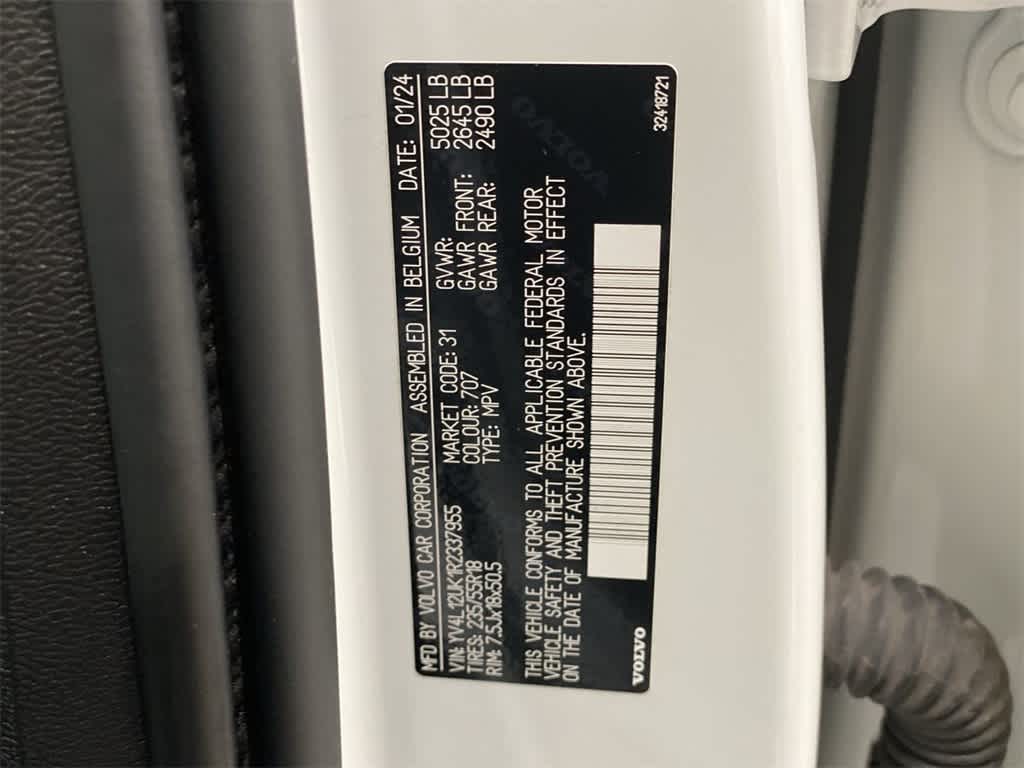 MFD BY VOLVO CAR CORPORATION ASSEMBLED IN BELGIUM DATE: 01/24
VIN: YV4L12UK1R2337955 MARKET CODE: 31 GVWR: 5025 LB
TIRES: 235/55R18 COLOUR: 707 GAWR FRONT: 2645 LB
RIM: 7.5Jx18x50.5 TYPE: MPV GAWR REAR: 2490 LB
THIS VEHICLE CONFORMS TO ALL APPLICABLE FEDERAL MOTOR
VEHICLE SAFETY AND THEFT PREVENTION STANDARDS IN EFFECT
ON THE DATE OF MANUFACTURE SHOWN ABOVE.
VOLVO 32418721